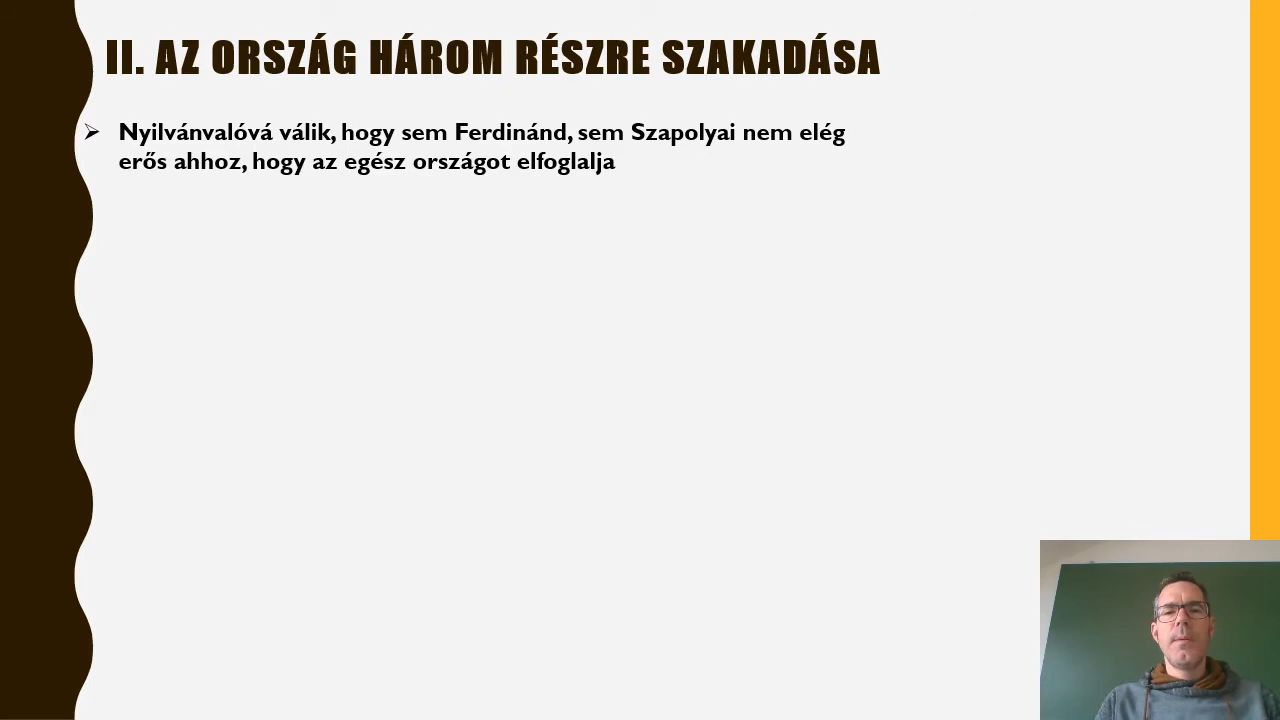 II. AZ ORSZÁG HÁROM RÉSZRE SZAKADÁSA
Nyilvánvalóvá válik, hogy sem Ferdinánd, sem Szapolyai nem elég
erős ahhoz, hogy az egész országot elfoglalja